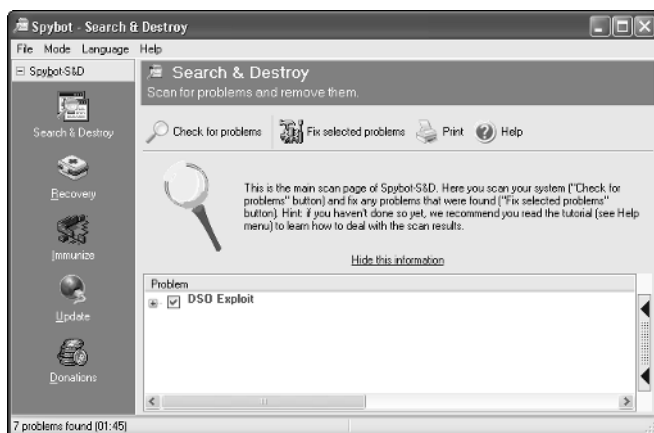 Spybot - Search & Destroy
File Mode Language Help
Spybot-S&D
Search & Destroy
Scan for problems and remove them.
Search & Destroy
Recovery
Immunize
Update
Donations
Check for problems
Fix selected problems
Print
Help
This is the main scan page of Spybot-S&D. Here you scan your system ("Check for
problems" button) and fix any problems that were found ("Fix selected problems"
button). Hint: if you haven't done so yet, we recommend you read the tutorial (see Help
menu) to learn how to deal with the scan results.
Hide this information
Problem
DSO Exploit
7 problems found (01:45)